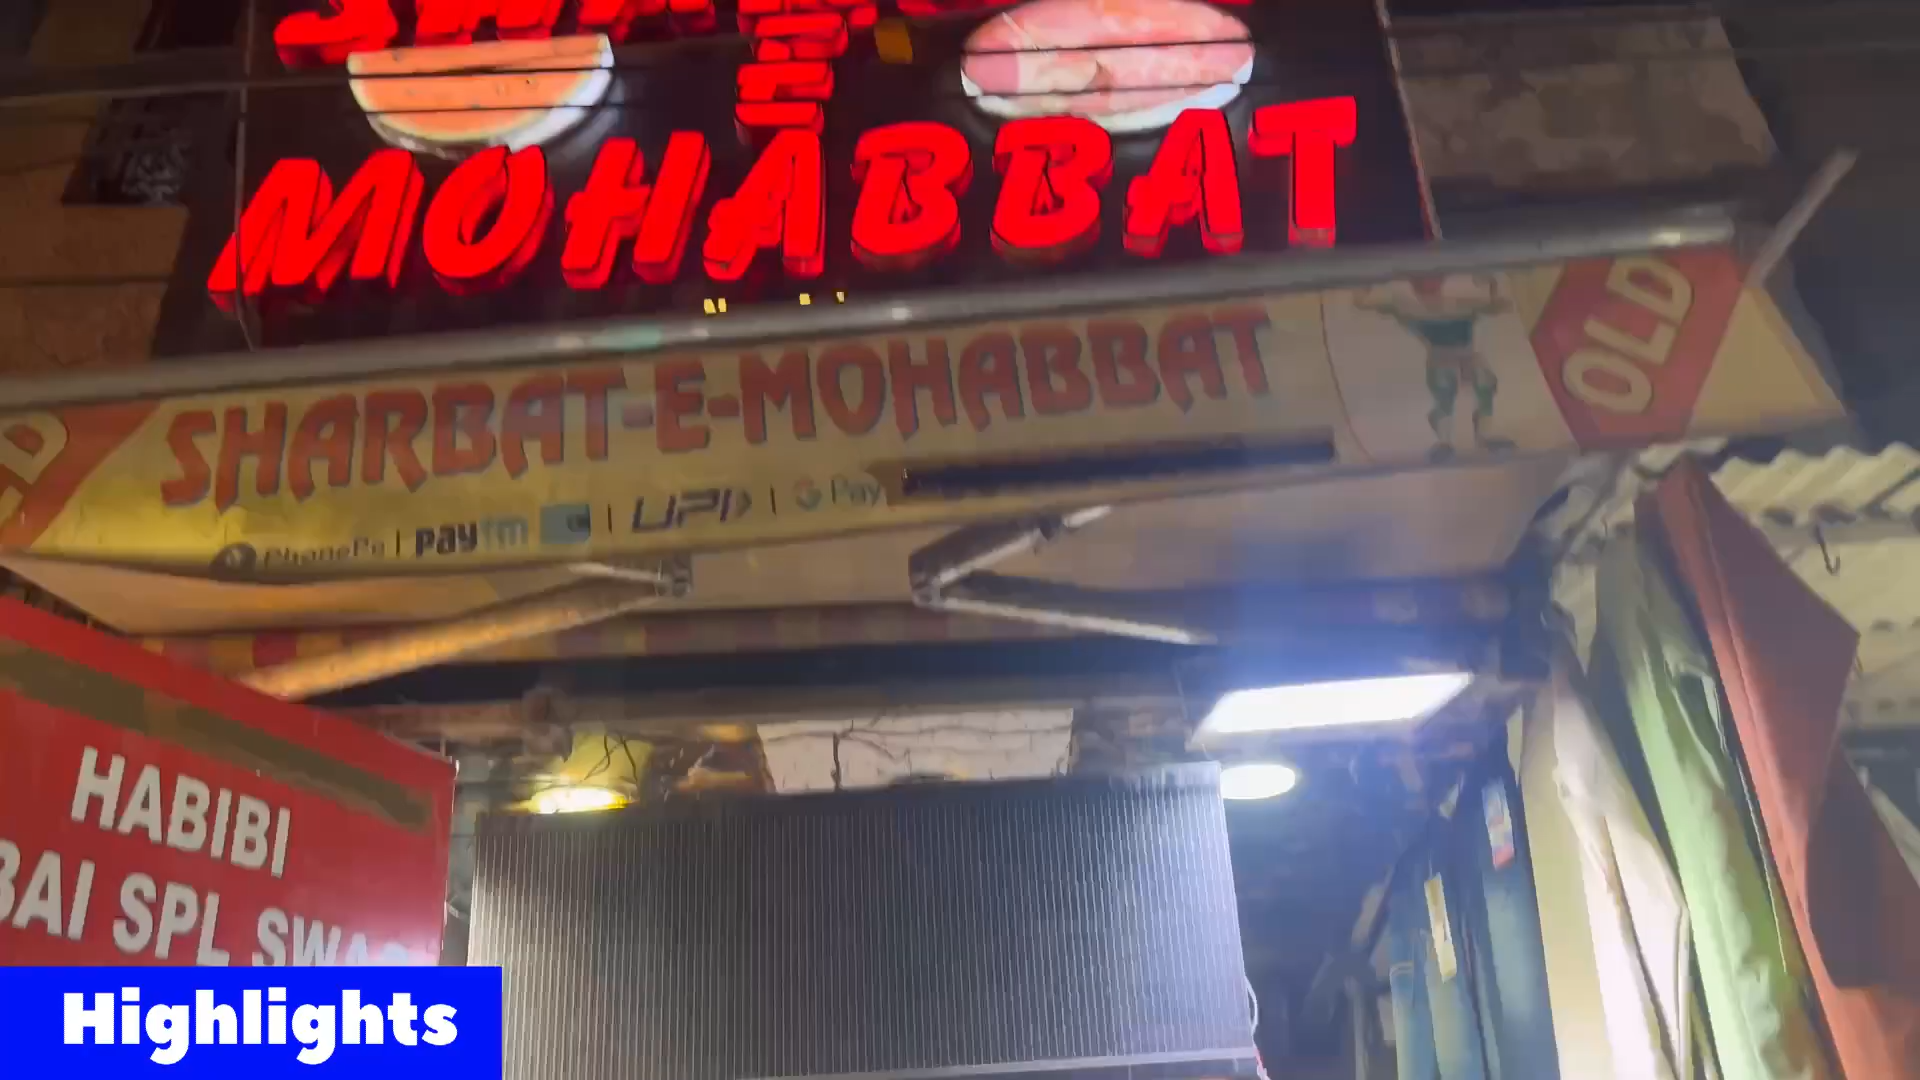 E
MOHABBAT
OLD
SHARBAT-E-MOHABBAT
PhonePe | paytm | UPI | G Pay
HABIBI
SPL
Highlights